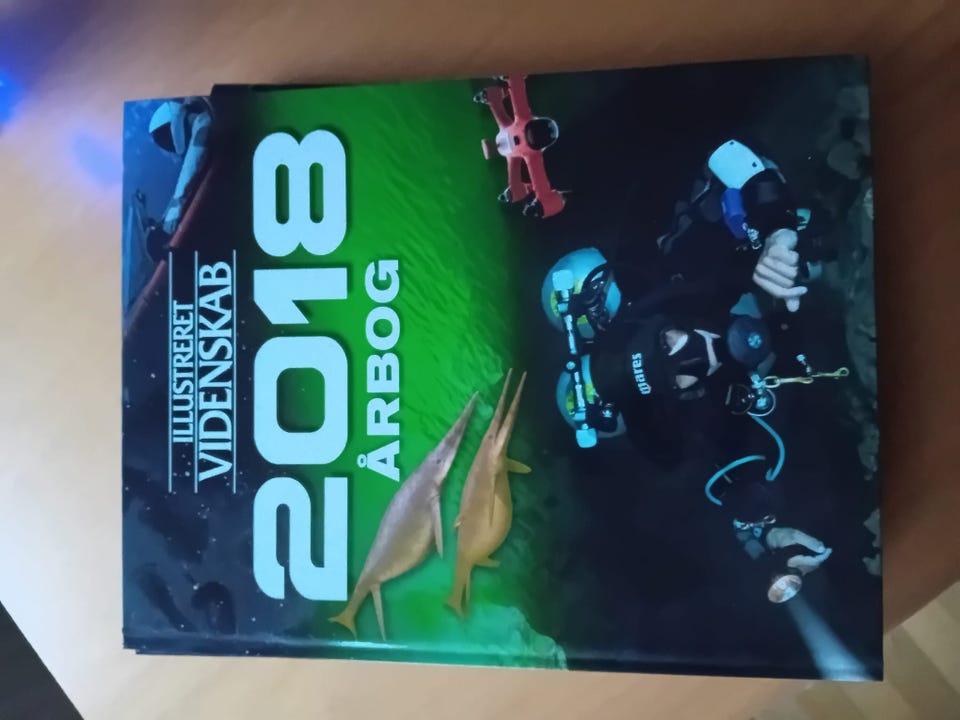 ILLUSTRERET
VIDENSKAB
2018
ÅRBOG
mares